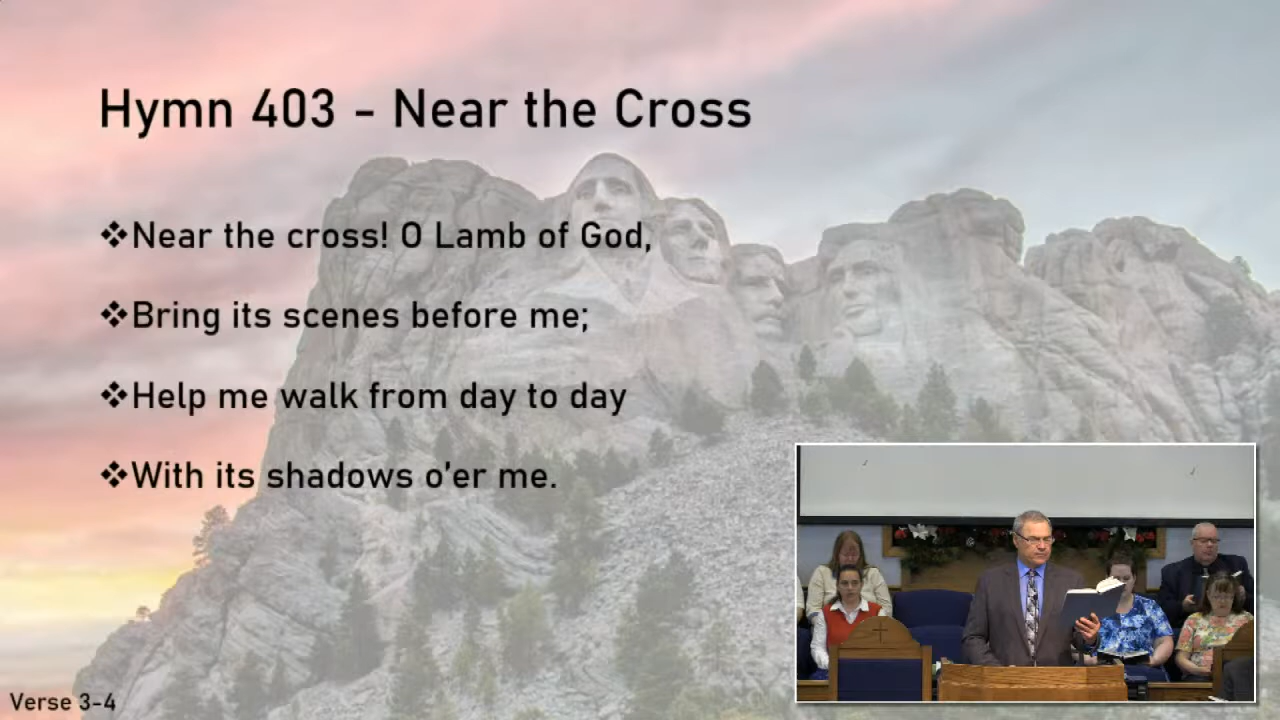 Hymn 403 - Near the Cross
❖Near the cross! O Lamb of God,
❖Bring its scenes before me;
❖Help me walk from day to day
❖With its shadows o'er me.
Verse 3-4